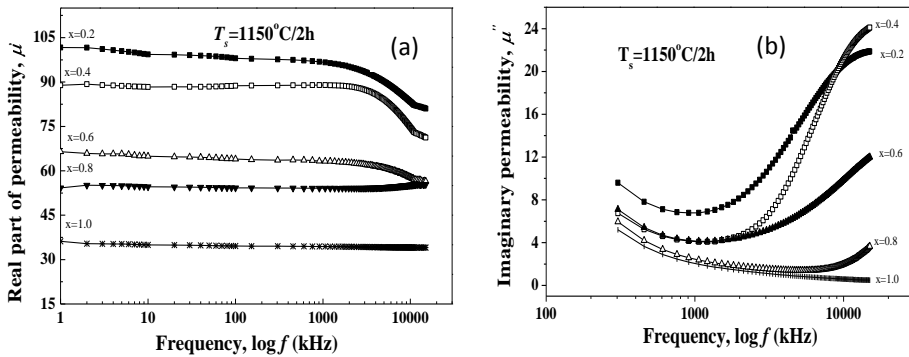 T_s=1150°C/2h
(a)
x=0.2
x=0.4
x=0.6
x=0.8
x=1.0
105
90
75
60
45
30
15
Real part of permeability, μ'
1 10 100 1000 10000
Frequency, log f (kHz)
T_s=1150°C/2h
(b)
x=0.4
x=0.2
x=0.6
x=0.8
x=1.0
24
20
16
12
8
4
0
Imaginary permeability, μ''
100 1000 10000
Frequency, log f (kHz)